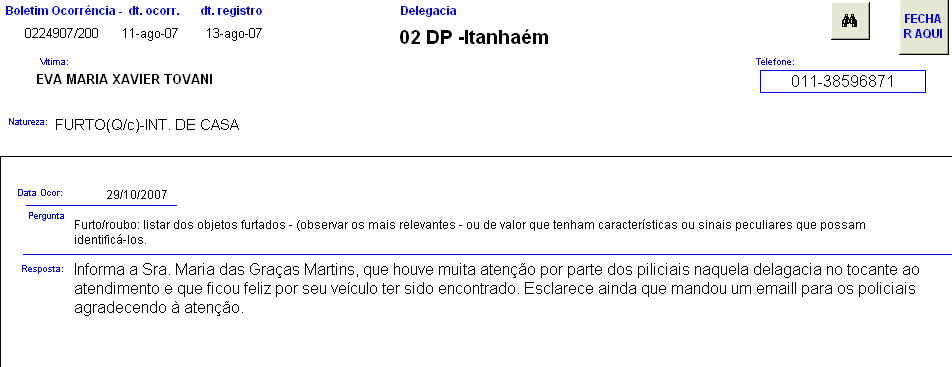 Boletim Ocorrência - dt. ocorr. dt. registro Delegacia
0224907/200 11-ago-07 13-ago-07 02 DP -Itanhaém
FECHA
R AQUI
Vitima:
EVA MARIA XAVIER TOVANI
Telefone:
011-38596871
Natureza: FURTO(Q/c)-INT. DE CASA
Data Ocor: 29/10/2007
Pergunta
Furto/roubo: listar dos objetos furtados - (observar os mais relevantes - ou de valor que tenham características ou sinais peculiares que possam
identificá-los.
Resposta: Informa a Sra. Maria das Graças Martins, que houve muita atenção por parte dos piliciais naquela delagacia no tocante ao
atendimento e que ficou feliz por seu veículo ter sido encontrado. Esclarece ainda que mandou um emaill para os policiais
agradecendo à atenção.